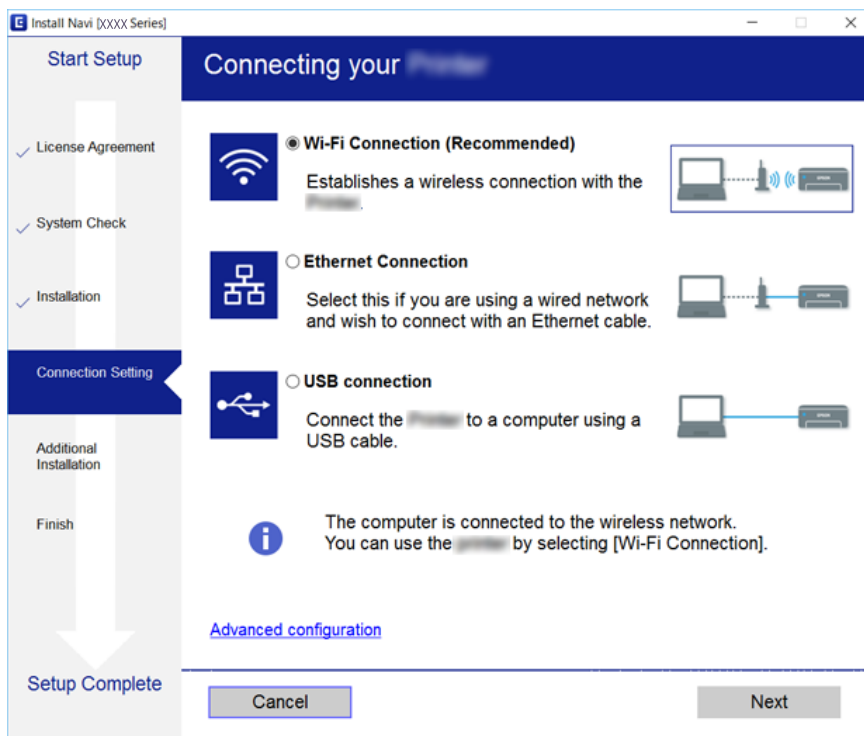 Install Navi [XXXX Series]
Start Setup
License Agreement
System Check
Installation
Connection Setting
Additional
Installation
Finish
Setup Complete
Connecting your
Wi-Fi Connection (Recommended)
Establishes a wireless connection with the
.
Ethernet Connection
Select this if you are using a wired network
and wish to connect with an Ethernet cable.
USB connection
Connect the to a computer using a
USB cable.
The computer is connected to the wireless network.
You can use the by selecting [Wi-Fi Connection].
Advanced configuration
Cancel
Next